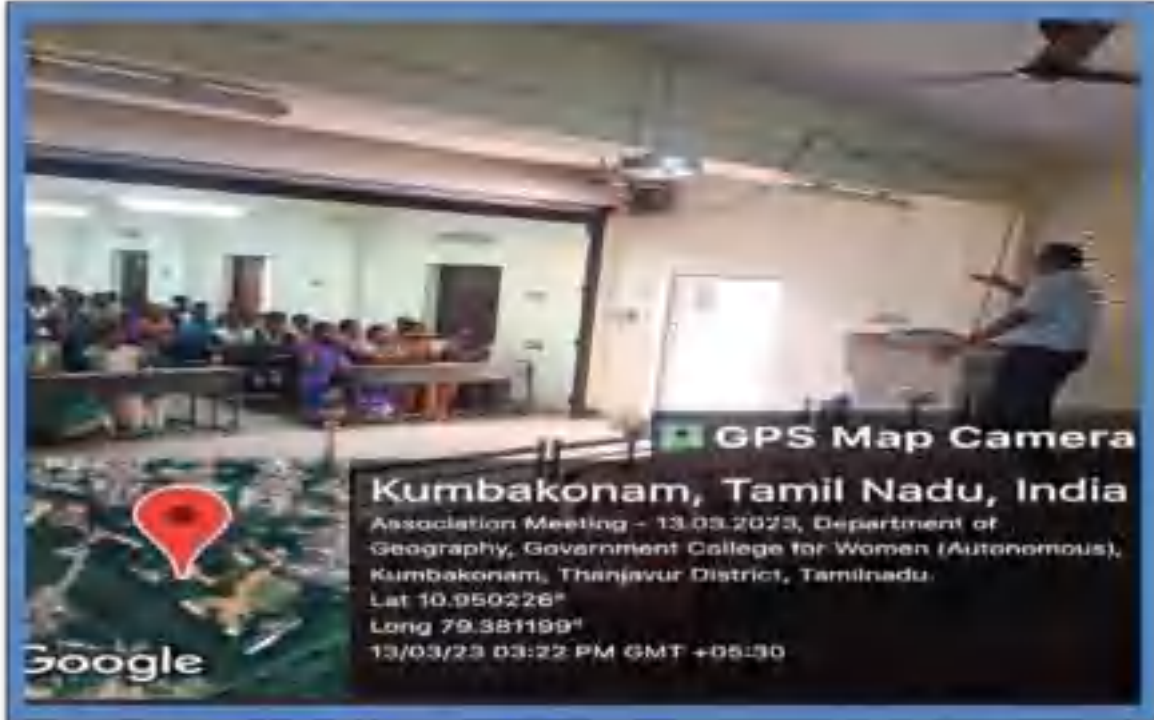 GPS Map Camera
Kumbakonam, Tamil Nadu, India
Association Meeting - 13.03.2023, Department of
Geography, Government College for Women (Autonomous),
Kumbakonam, Thanjavur District, Tamilnadu.
Lat 10.950226°
Long 79.381199°
13/03/23 03:22 PM GMT +05:30
Google